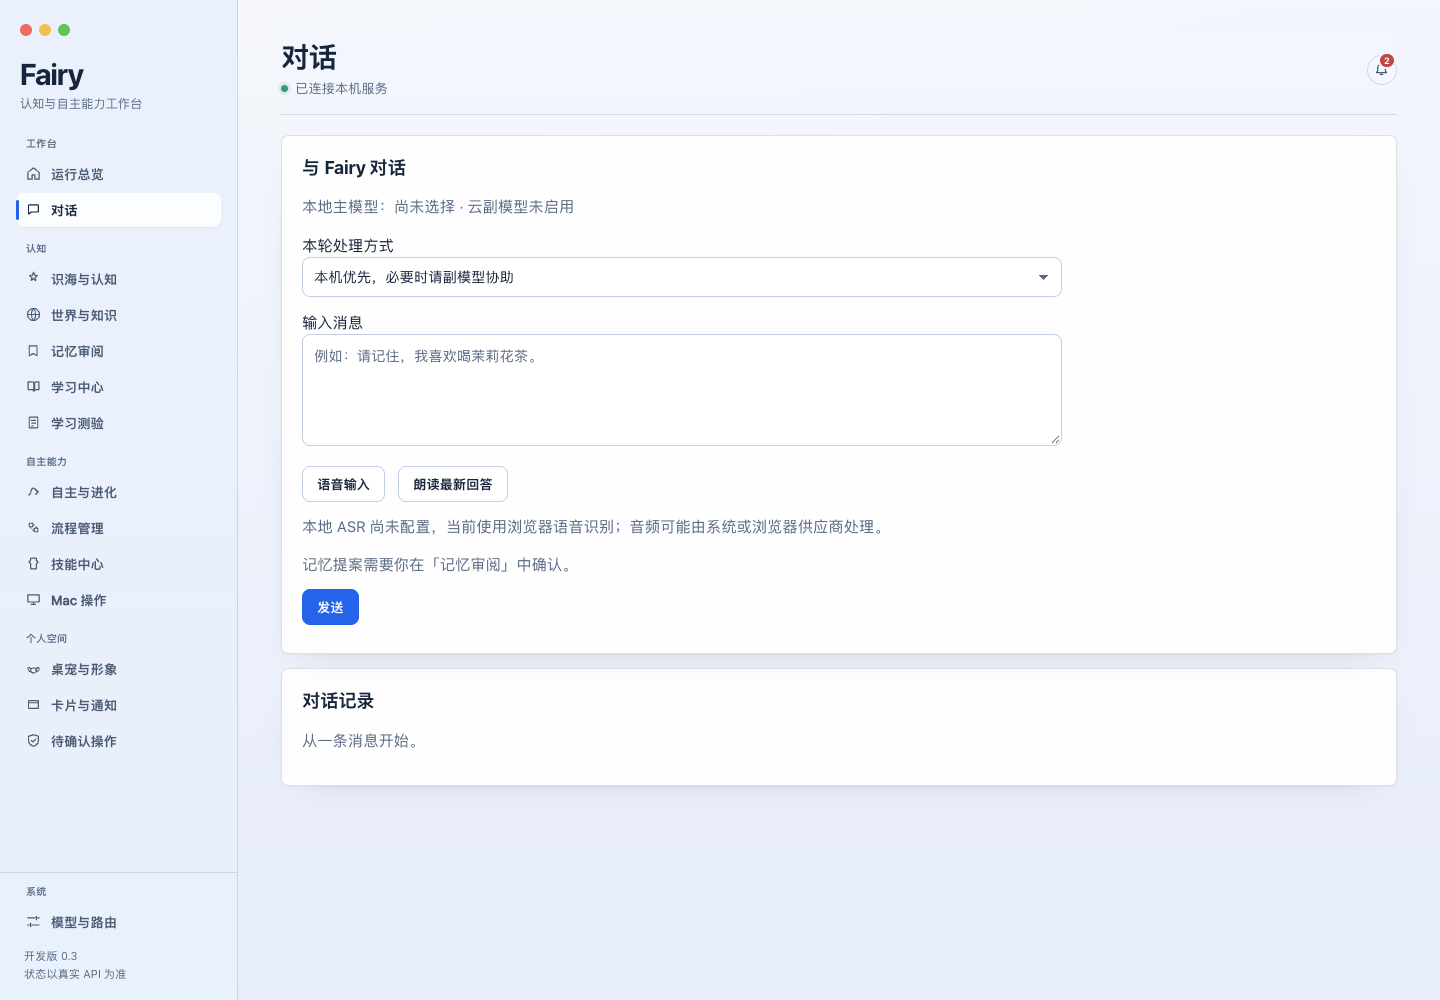 Fairy
认知与自主能力工作台
工作台
运行总览
对话
认知
识海与认知
世界与知识
记忆审阅
学习中心
学习测验
自主能力
自主与进化
流程管理
技能中心
Mac 操作
个人空间
桌宠与形象
卡片与通知
待确认操作
系统
模型与路由
开发版 0.3
状态以真实 API 为准
对话
已连接本机服务
2
与 Fairy 对话
本地主模型：尚未选择 · 云副模型未启用
本轮处理方式
本机优先，必要时请副模型协助
输入消息
例如：请记住，我喜欢喝茉莉花茶。
语音输入
朗读最新回答
本地 ASR 尚未配置，当前使用浏览器语音识别；音频可能由系统或浏览器供应商处理。
记忆提案需要你在「记忆审阅」中确认。
发送
对话记录
从一条消息开始。